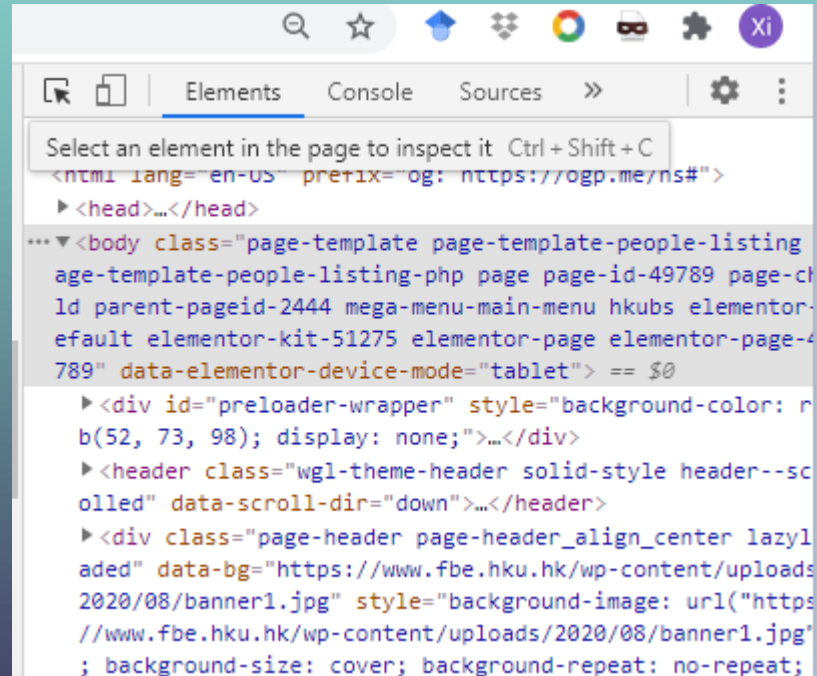 Xi
Elements Console Sources »
Select an element in the page to inspect it Ctrl + Shift + C
<html lang="en-US" prefix="og: https://ogp.me/ns#">
▶<head>…</head>
…▼<body class="page-template page-template-people-listing
age-template-people-listing-php page page-id-49789 page-ch
ld parent-pageid-2444 mega-menu-main-menu hkubs elementor-
efault elementor-kit-51275 elementor-page elementor-page-4
789" data-elementor-device-mode="tablet"> == $0
▶<div id="preloader-wrapper" style="background-color: r
b(52, 73, 98); display: none;">…</div>
▶<header class="wgl-theme-header solid-style header--sc
olled" data-scroll-dir="down">…</header>
▶<div class="page-header page-header_align_center lazyl
aded" data-bg="https://www.fbe.hku.hk/wp-content/uploads
2020/08/banner1.jpg" style="background-image: url("https
//www.fbe.hku.hk/wp-content/uploads/2020/08/banner1.jpg"
; background-size: cover; background-repeat: no-repeat;